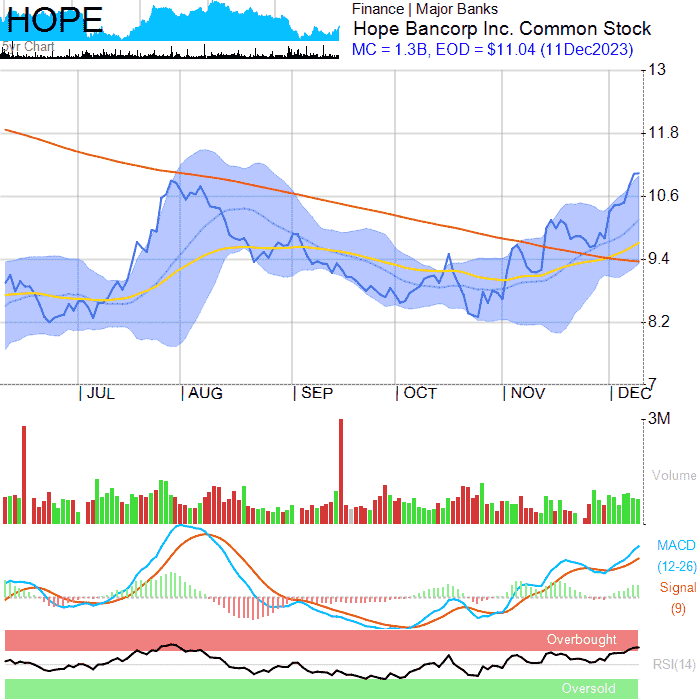 HOPE
5yr Chart
Finance | Major Banks
Hope Bancorp Inc. Common Stock
MC = 1.3B, EOD = $11.04 (11Dec2023)
13
11.8
10.6
9.4
8.2
7
| JUL | AUG | SEP | OCT | NOV | DEC
3M
Volume
MACD
(12-26)
Signal
(9)
Overbought
RSI(14)
Oversold